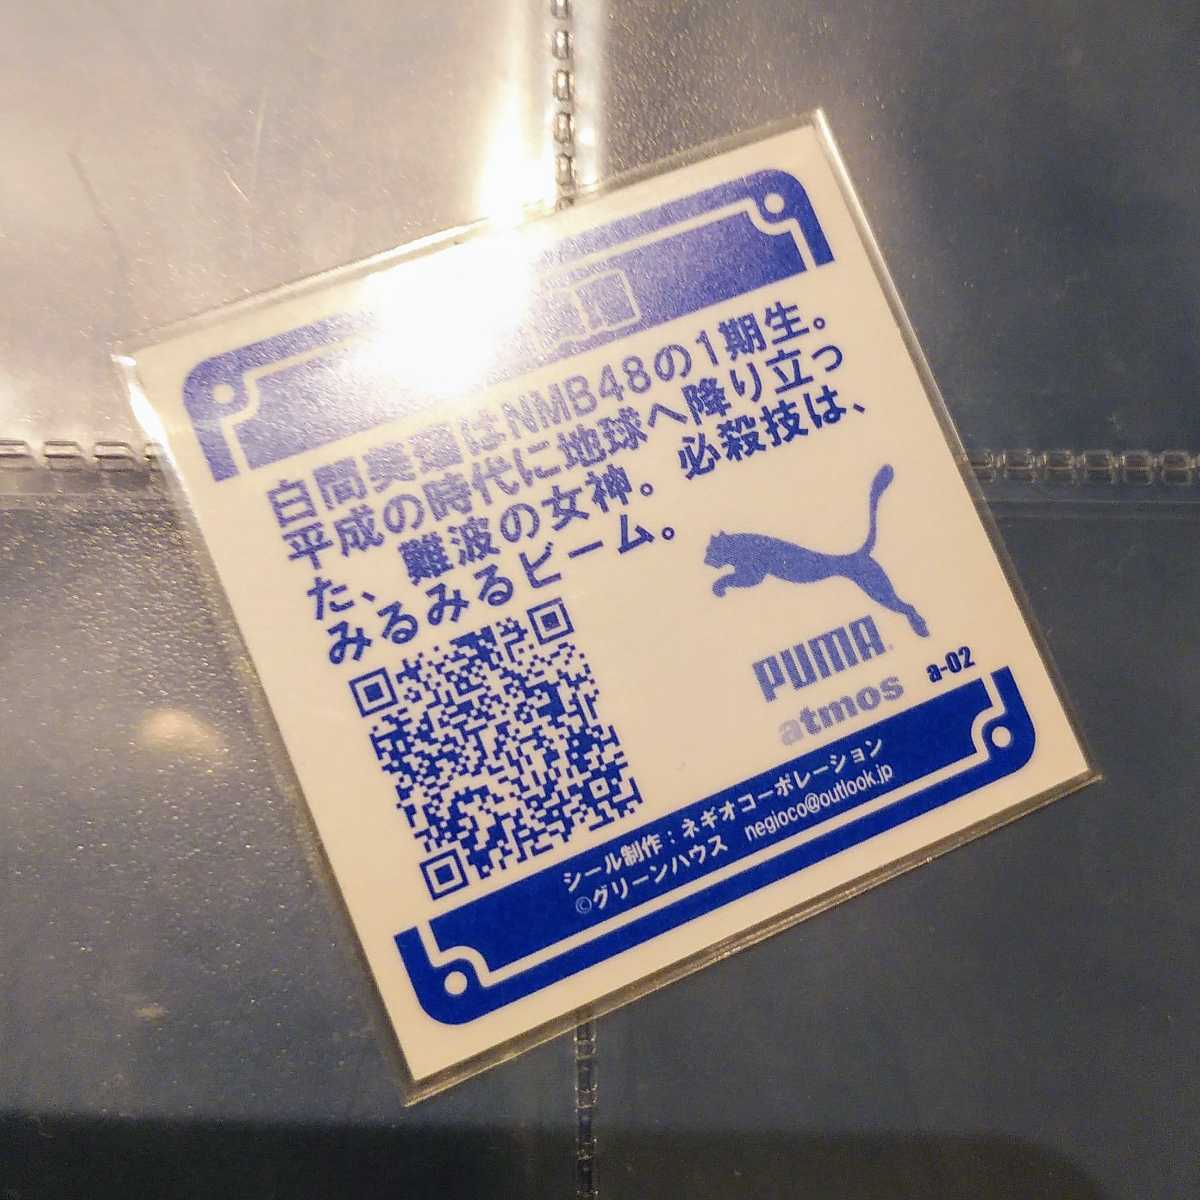 白間美瑠はNMB48の1期生。
平成の時代に地球へ降り立っ
た、難波の女神。必殺技は、
みるみるビーム。
PUMA
atmos
a-02
シール制作：ネギオコーポレーション
©グリーンハウス negioco@outlook.jp